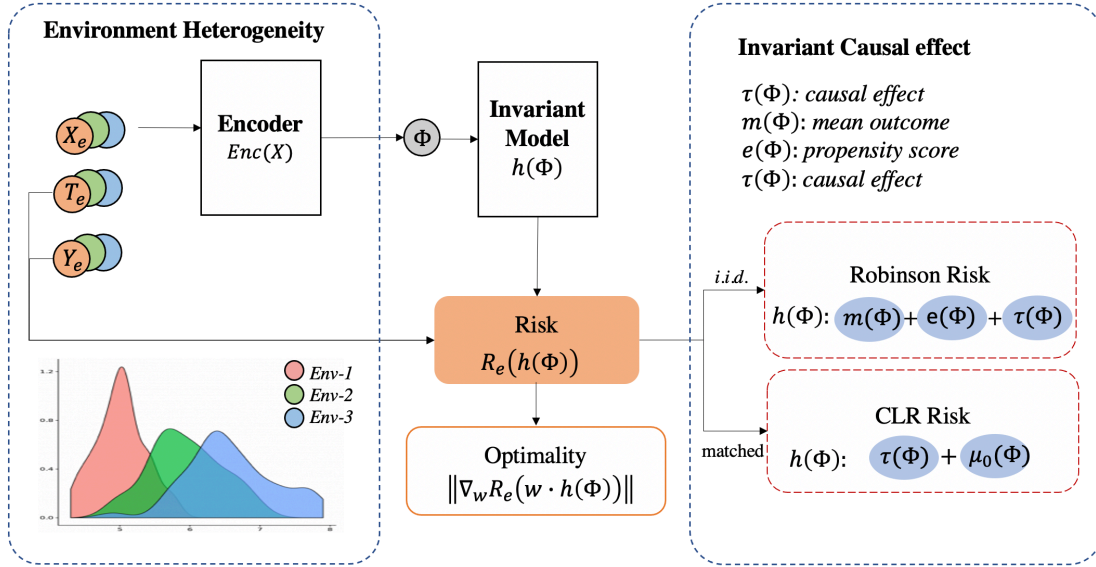 Environment Heterogeneity
X_e
T_e
Y_e
Encoder
Enc(X)
Φ
Invariant
Model
h(Φ)
Risk
R_e(h(Φ))
Optimality
‖∇_w R_e(w · h(Φ))‖
Env-1
Env-2
Env-3
1.2
0.8
0.4
0.0
5
6
7
8
Invariant Causal effect
τ(Φ): causal effect
m(Φ): mean outcome
e(Φ): propensity score
τ(Φ): causal effect
i.i.d.
Robinson Risk
h(Φ): m(Φ)+ e(Φ) + τ(Φ)
matched
CLR Risk
h(Φ): τ(Φ) + μ₀(Φ)